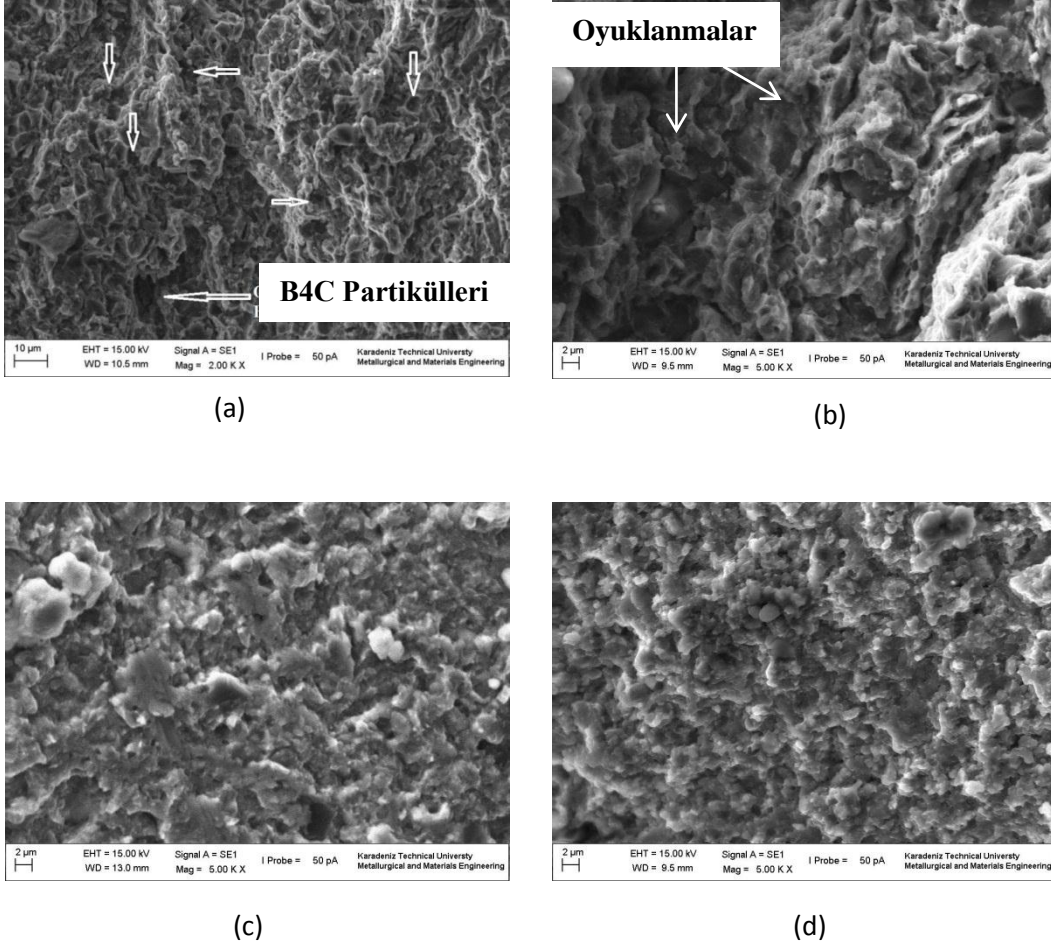 Oyuklanmalar
B4C Partikülleri
10 µm
EHT = 15.00 kV
WD = 10.5 mm
Signal A = SE1
Mag = 2.00 K X
I Probe = 50 pA
Karadeniz Technical Universty
Metallurgical and Materials Engineering
2 µm
EHT = 15.00 kV
WD = 9.5 mm
Signal A = SE1
Mag = 5.00 K X
I Probe = 50 pA
Karadeniz Technical Universty
Metallurgical and Materials Engineering
(a)
(b)
2 µm
EHT = 15.00 kV
WD = 13.0 mm
Signal A = SE1
Mag = 5.00 K X
I Probe = 50 pA
Karadeniz Technical Universty
Metallurgical and Materials Engineering
2 µm
EHT = 15.00 kV
WD = 9.5 mm
Signal A = SE1
Mag = 5.00 K X
I Probe = 50 pA
Karadeniz Technical Universty
Metallurgical and Materials Engineering
(c)
(d)